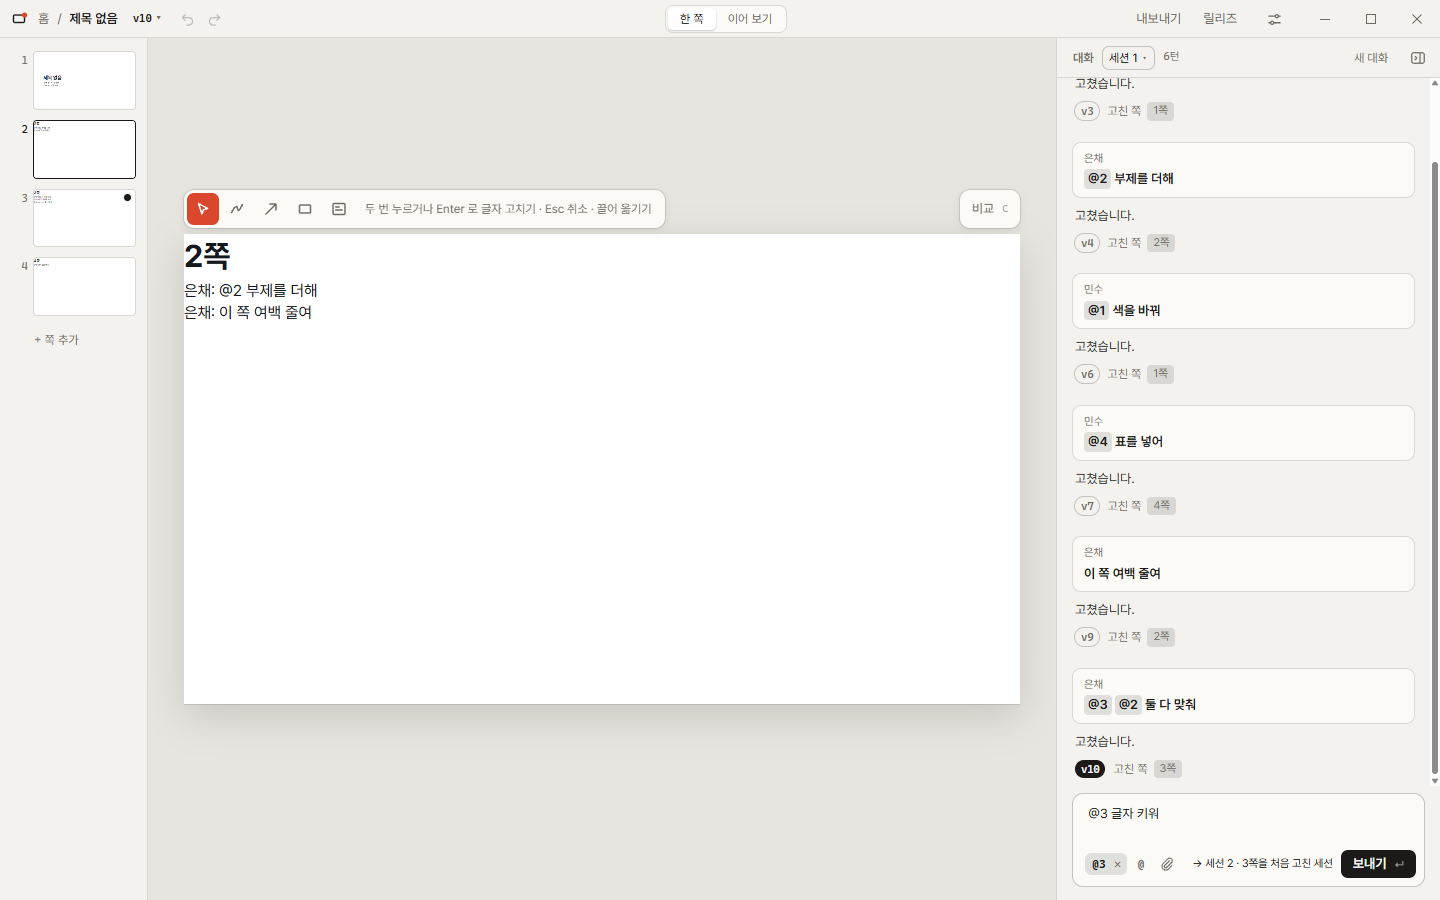 홈 / 제목 없음 v10
한 쪽 이어 보기
내보내기 릴리즈
1
제목 없음
2
3
4
+ 쪽 추가
두 번 누르거나 Enter 로 글자 고치기 · Esc 취소 · 끌어 옮기기
비교 C
2쪽
은채: @2 부제를 더해
은채: 이 쪽 여백 줄여
대화 세션 1 6턴 새 대화
고쳤습니다.
v3 고친 쪽 1쪽
은채
@2 부제를 더해
고쳤습니다.
v4 고친 쪽 2쪽
민수
@1 색을 바꿔
고쳤습니다.
v6 고친 쪽 1쪽
민수
@4 표를 넣어
고쳤습니다.
v7 고친 쪽 4쪽
은채
이 쪽 여백 줄여
고쳤습니다.
v9 고친 쪽 2쪽
은채
@3 @2 둘 다 맞춰
고쳤습니다.
v10 고친 쪽 3쪽
@3 글자 키워
@3 × @ → 세션 2 · 3쪽을 처음 고친 세션 보내기 ↵